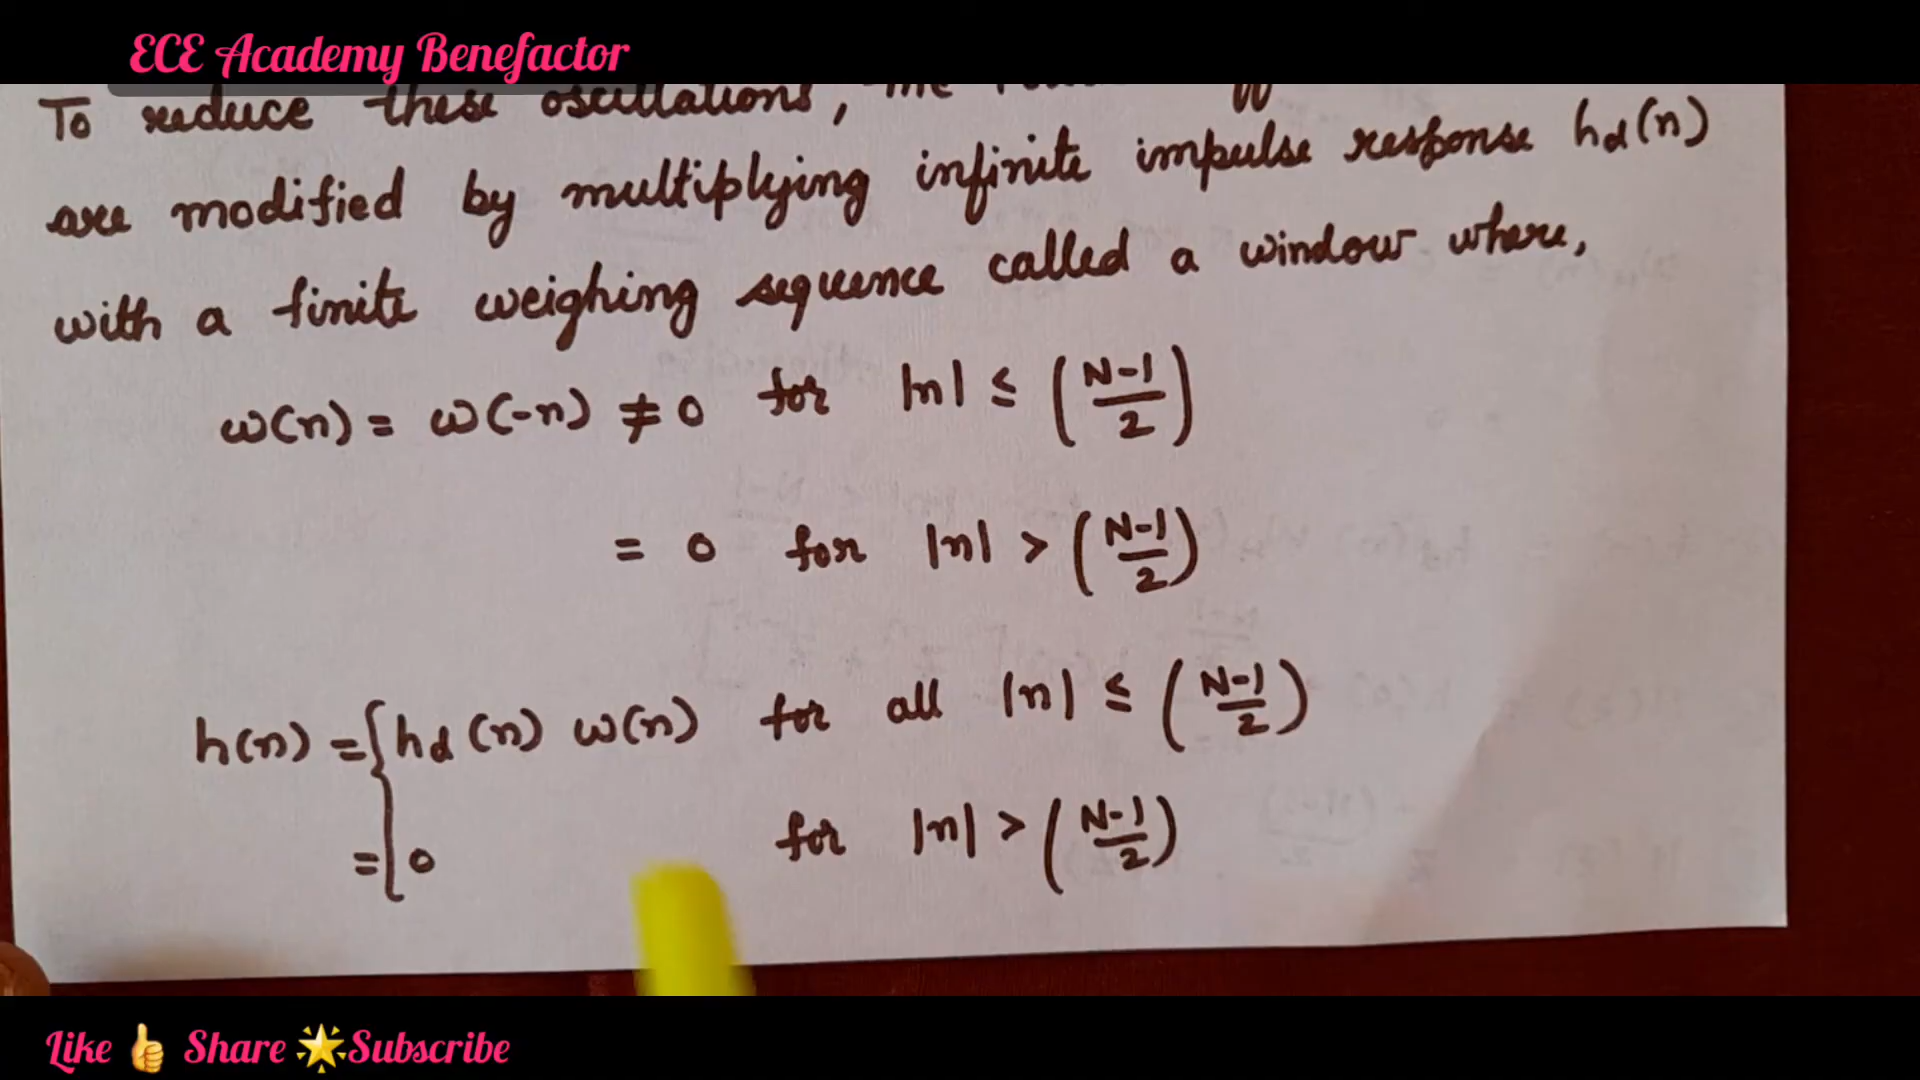 ECE Academy Benefactor
To reduce these oscillations, the
are modified by multiplying infinite impulse response hd(n)
with a finite weighing sequence called a window where,
w(n) = w(-n) ≠ 0 for |n| ≤ (N-1/2)
= 0 for |n| > (N-1/2)
h(n) = { hd(n) w(n) for all |n| ≤ (N-1/2)
= 0 for |n| > (N-1/2)
Like 👍 Share 🌟Subscribe